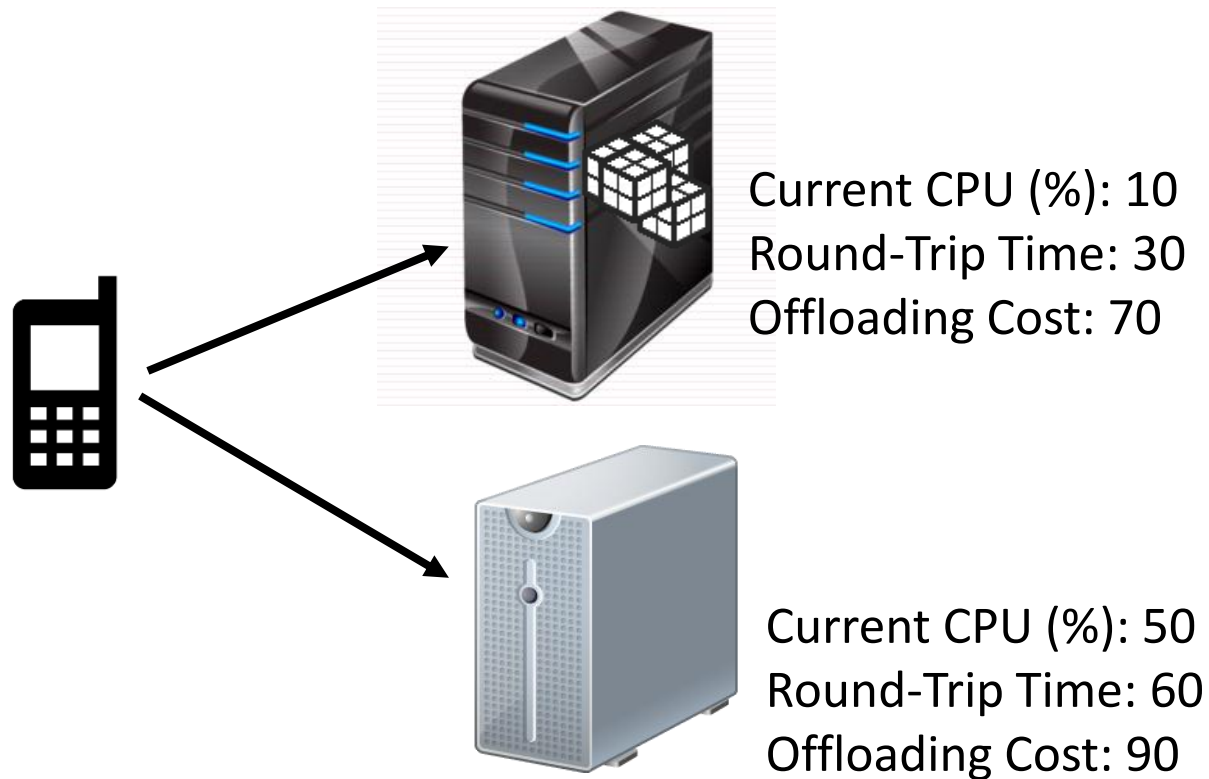 Current CPU (%): 10
Round-Trip Time: 30
Offloading Cost: 70
Current CPU (%): 50
Round-Trip Time: 60
Offloading Cost: 90